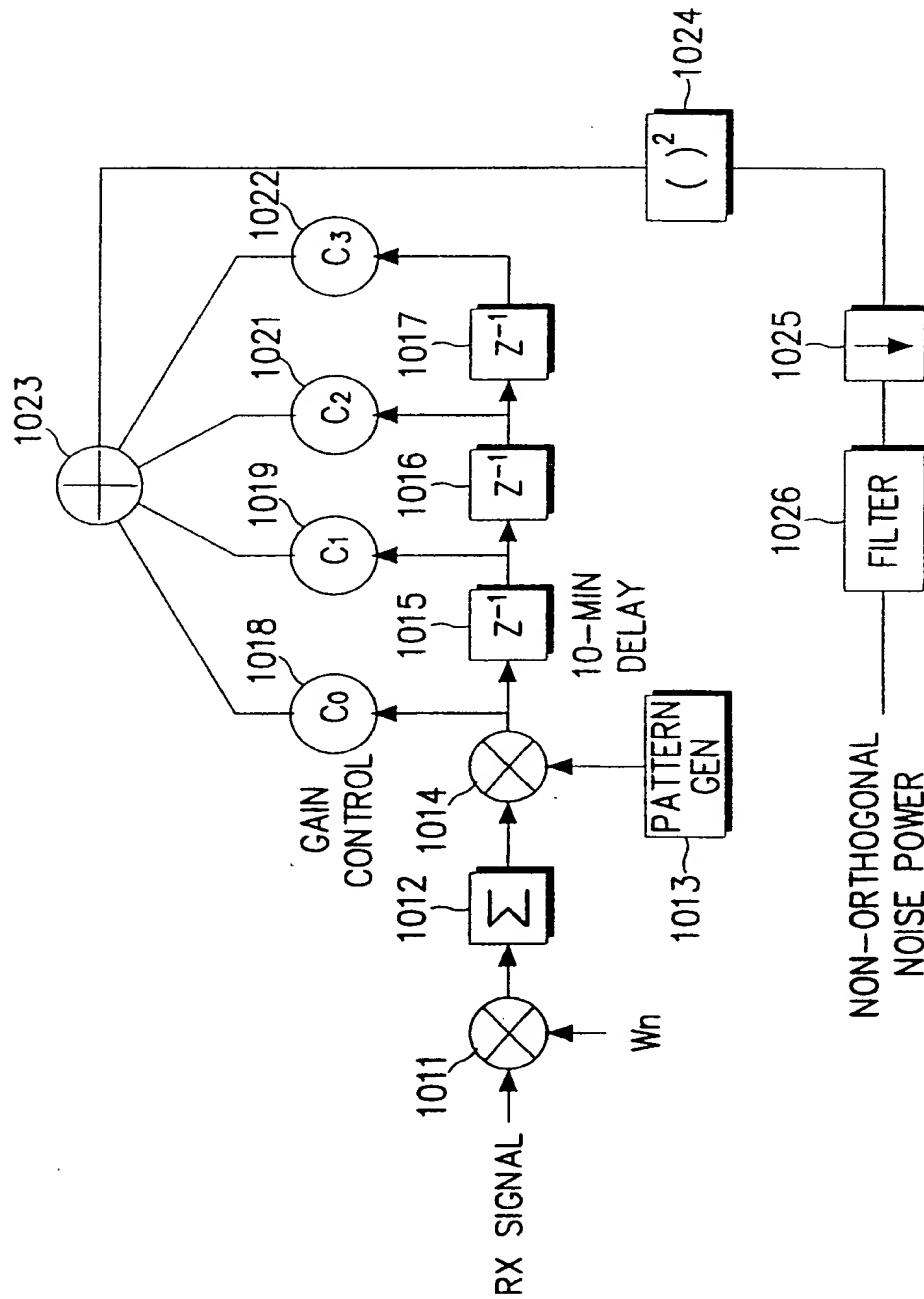 1023
1018
1019
1021
1022
C0
C1
C2
C3
GAIN
CONTROL
1024
( )²
RX SIGNAL
1011
Wn
1012
Σ
1014
1015
Z⁻¹
1016
Z⁻¹
1017
Z⁻¹
10-MIN
DELAY
PATTERN
GEN
1013
1025
1026
FILTER
NON-ORTHOGONAL
NOISE POWER